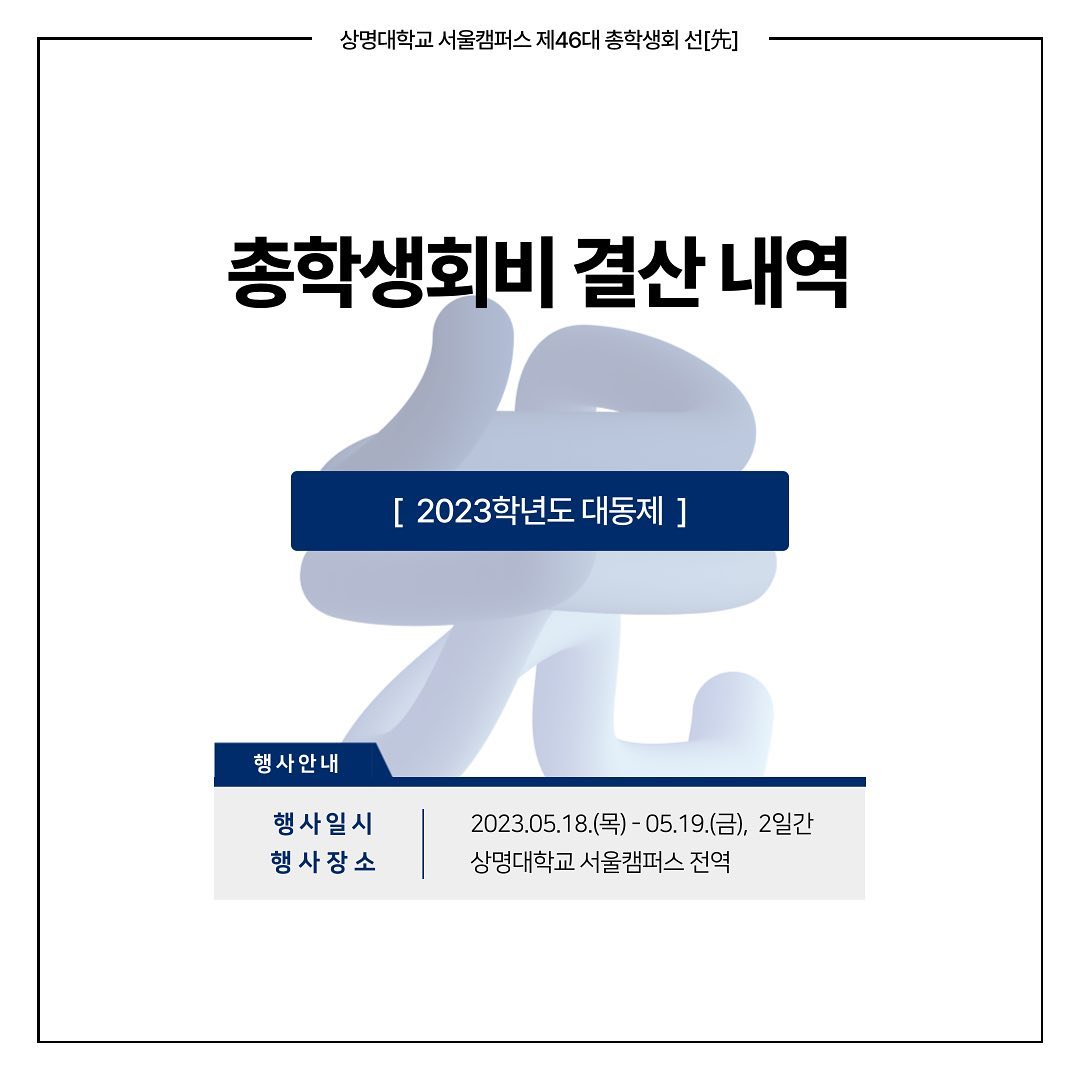 상명대학교 서울캠퍼스 제46대 총학생회 선[先]
총학생회비 결산 내역
[ 2023학년도 대동제 ]
행사안내
행사일시 2023.05.18.(목) - 05.19.(금), 2일간
행사장소 상명대학교 서울캠퍼스 전역